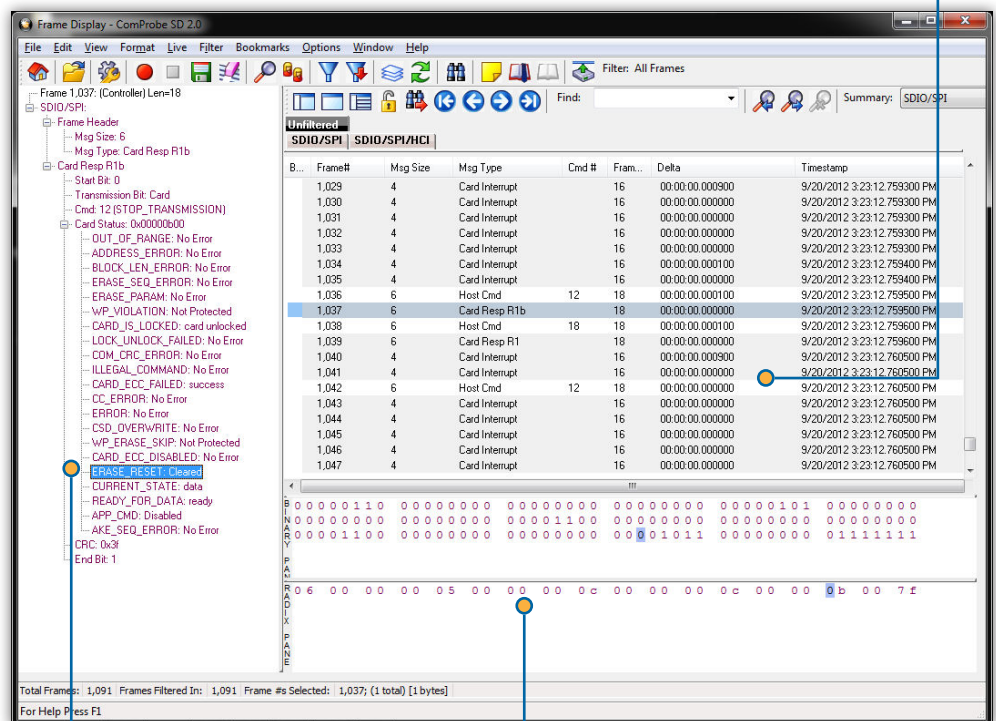 Frame Display - ComProbe SD 2.0
File Edit View Format Live Filter Bookmarks Options Window Help
Filter: All Frames
Find: Summary: SDIO/SPI
Unfiltered
SDIO/SPI SDIO/SPI/HCI
Frame 1,037: (Controller) Len=18
SDIO/SPI:
Frame Header
Msg Size: 6
Msg Type: Card Resp R1b
Card Resp R1b
Start Bit: 0
Transmission Bit: Card
Cmd: 12 (STOP_TRANSMISSION)
Card Status: 0x00000b00
OUT_OF_RANGE: No Error
ADDRESS_ERROR: No Error
BLOCK_LEN_ERROR: No Error
ERASE_SEQ_ERROR: No Error
ERASE_PARAM: No Error
WP_VIOLATION: Not Protected
CARD_IS_LOCKED: card unlocked
LOCK_UNLOCK_FAILED: No Error
COM_CRC_ERROR: No Error
ILLEGAL_COMMAND: No Error
CARD_ECC_FAILED: success
CC_ERROR: No Error
ERROR: No Error
CSD_OVERWRITE: No Error
WP_ERASE_SKIP: Not Protected
CARD_ECC_DISABLED: No Error
ERASE_RESET: Cleared
CURRENT_STATE: data
READY_FOR_DATA: ready
APP_CMD: Disabled
AKE_SEQ_ERROR: No Error
CRC: 0x3f
End Bit: 1
B... Frame# Msg Size Msg Type Cmd # Fram... Delta Timestamp
1,029 4 Card Interrupt 16 00:00:00.000900 9/20/2012 3:23:12.759300 PM
1,030 4 Card Interrupt 16 00:00:00.000000 9/20/2012 3:23:12.759300 PM
1,031 4 Card Interrupt 16 00:00:00.000000 9/20/2012 3:23:12.759300 PM
1,032 4 Card Interrupt 16 00:00:00.000000 9/20/2012 3:23:12.759300 PM
1,033 4 Card Interrupt 16 00:00:00.000000 9/20/2012 3:23:12.759300 PM
1,034 4 Card Interrupt 16 00:00:00.000100 9/20/2012 3:23:12.759400 PM
1,035 4 Card Interrupt 16 00:00:00.000000 9/20/2012 3:23:12.759400 PM
1,036 6 Host Cmd 12 18 00:00:00.000100 9/20/2012 3:23:12.759500 PM
1,037 6 Card Resp R1b 18 00:00:00.000000 9/20/2012 3:23:12.759500 PM
1,038 6 Host Cmd 18 18 00:00:00.000100 9/20/2012 3:23:12.759600 PM
1,039 6 Card Resp R1 18 00:00:00.000000 9/20/2012 3:23:12.759600 PM
1,040 4 Card Interrupt 16 00:00:00.000900 9/20/2012 3:23:12.760500 PM
1,041 4 Card Interrupt 16 00:00:00.000000 9/20/2012 3:23:12.760500 PM
1,042 6 Host Cmd 12 18 00:00:00.000000 9/20/2012 3:23:12.760500 PM
1,043 4 Card Interrupt 16 00:00:00.000000 9/20/2012 3:23:12.760500 PM
1,044 4 Card Interrupt 16 00:00:00.000000 9/20/2012 3:23:12.760500 PM
1,045 4 Card Interrupt 16 00:00:00.000000 9/20/2012 3:23:12.760500 PM
1,046 4 Card Interrupt 16 00:00:00.000000 9/20/2012 3:23:12.760500 PM
1,047 4 Card Interrupt 16 00:00:00.000000 9/20/2012 3:23:12.760500 PM
BINARY PAN
00000110 00000000 00000000 00000000 00000101 00000000
00000000 00000000 00001100 00000000 00000000 00000000
00001100 00000000 00000000 00001011 00000000 01111111
RADIX PANE
06 00 00 00 05 00 00 00 0c 00 00 00 0c 00 00 0b 00 7f
Total Frames: 1,091 Frames Filtered In: 1,091 Frame #s Selected: 1,037; (1 total) [1 bytes]
For Help Press F1